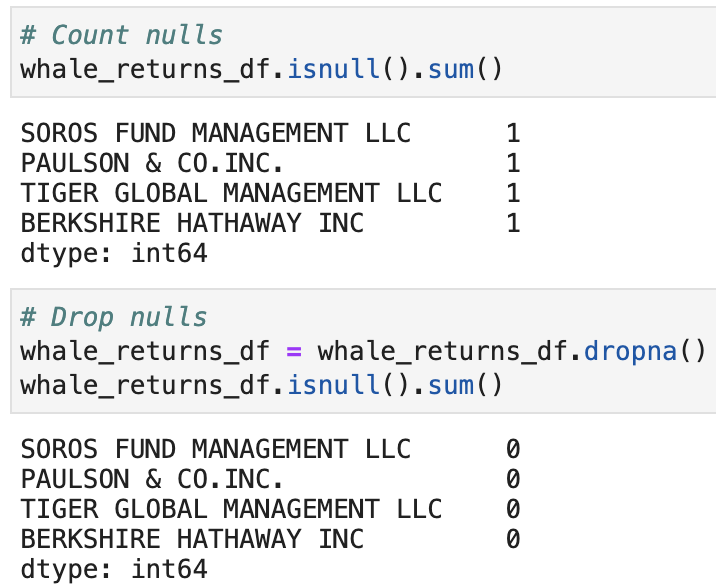 # Count nulls
whale_returns_df.isnull().sum()
SOROS FUND MANAGEMENT LLC 1
PAULSON & CO.INC. 1
TIGER GLOBAL MANAGEMENT LLC 1
BERKSHIRE HATHAWAY INC 1
dtype: int64
# Drop nulls
whale_returns_df = whale_returns_df.dropna()
whale_returns_df.isnull().sum()
SOROS FUND MANAGEMENT LLC 0
PAULSON & CO.INC. 0
TIGER GLOBAL MANAGEMENT LLC 0
BERKSHIRE HATHAWAY INC 0
dtype: int64